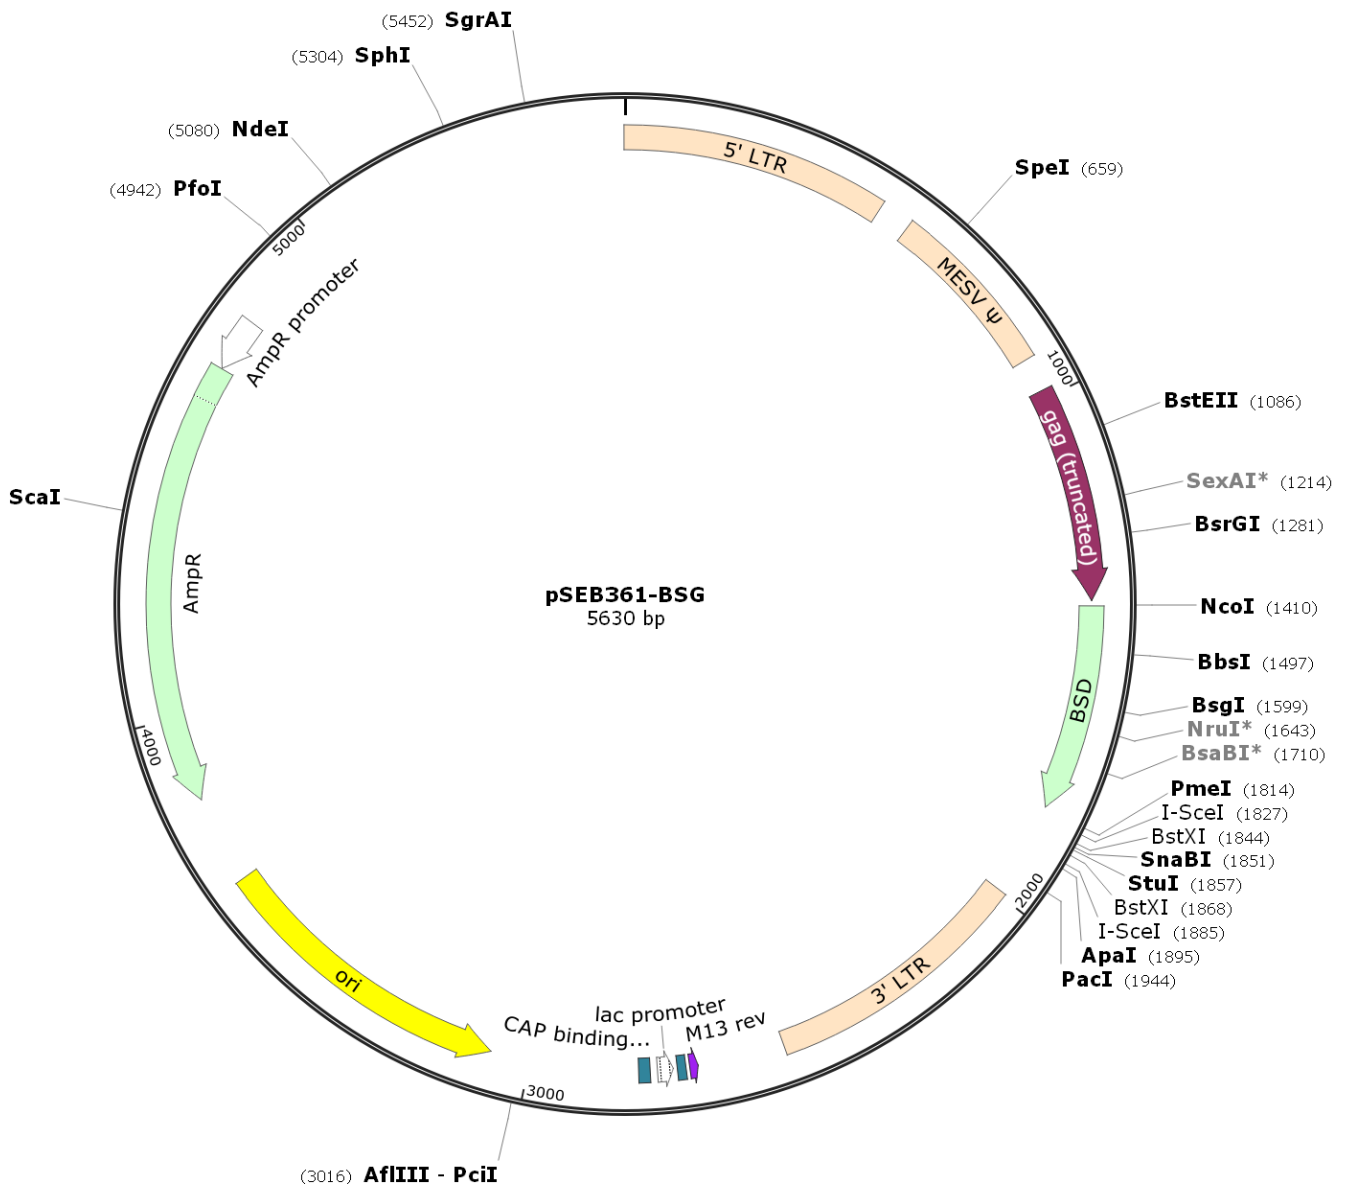 (5452) SgrAI
(5304) SphI
(5080) NdeI
(4942) PfoI
5000
5' LTR
SpeI (659)
MESV Ψ
1000
AmpR promoter
BstEII (1086)
gag (truncated)
SexAI* (1214)
ScaI
BsrGI (1281)
AmpR
pSEB361-BSG
5630 bp
NcoI (1410)
BbsI (1497)
BSD
BsgI (1599)
NruI* (1643)
4000
BsaBI* (1710)
PmeI (1814)
I-SceI (1827)
BstXI (1844)
SnaBI (1851)
StuI (1857)
2000
BstXI (1868)
I-SceI (1885)
ApaI (1895)
PacI (1944)
3' LTR
ori
lac promoter
CAP binding...
M13 rev
3000
(3016) AflIII - PciI